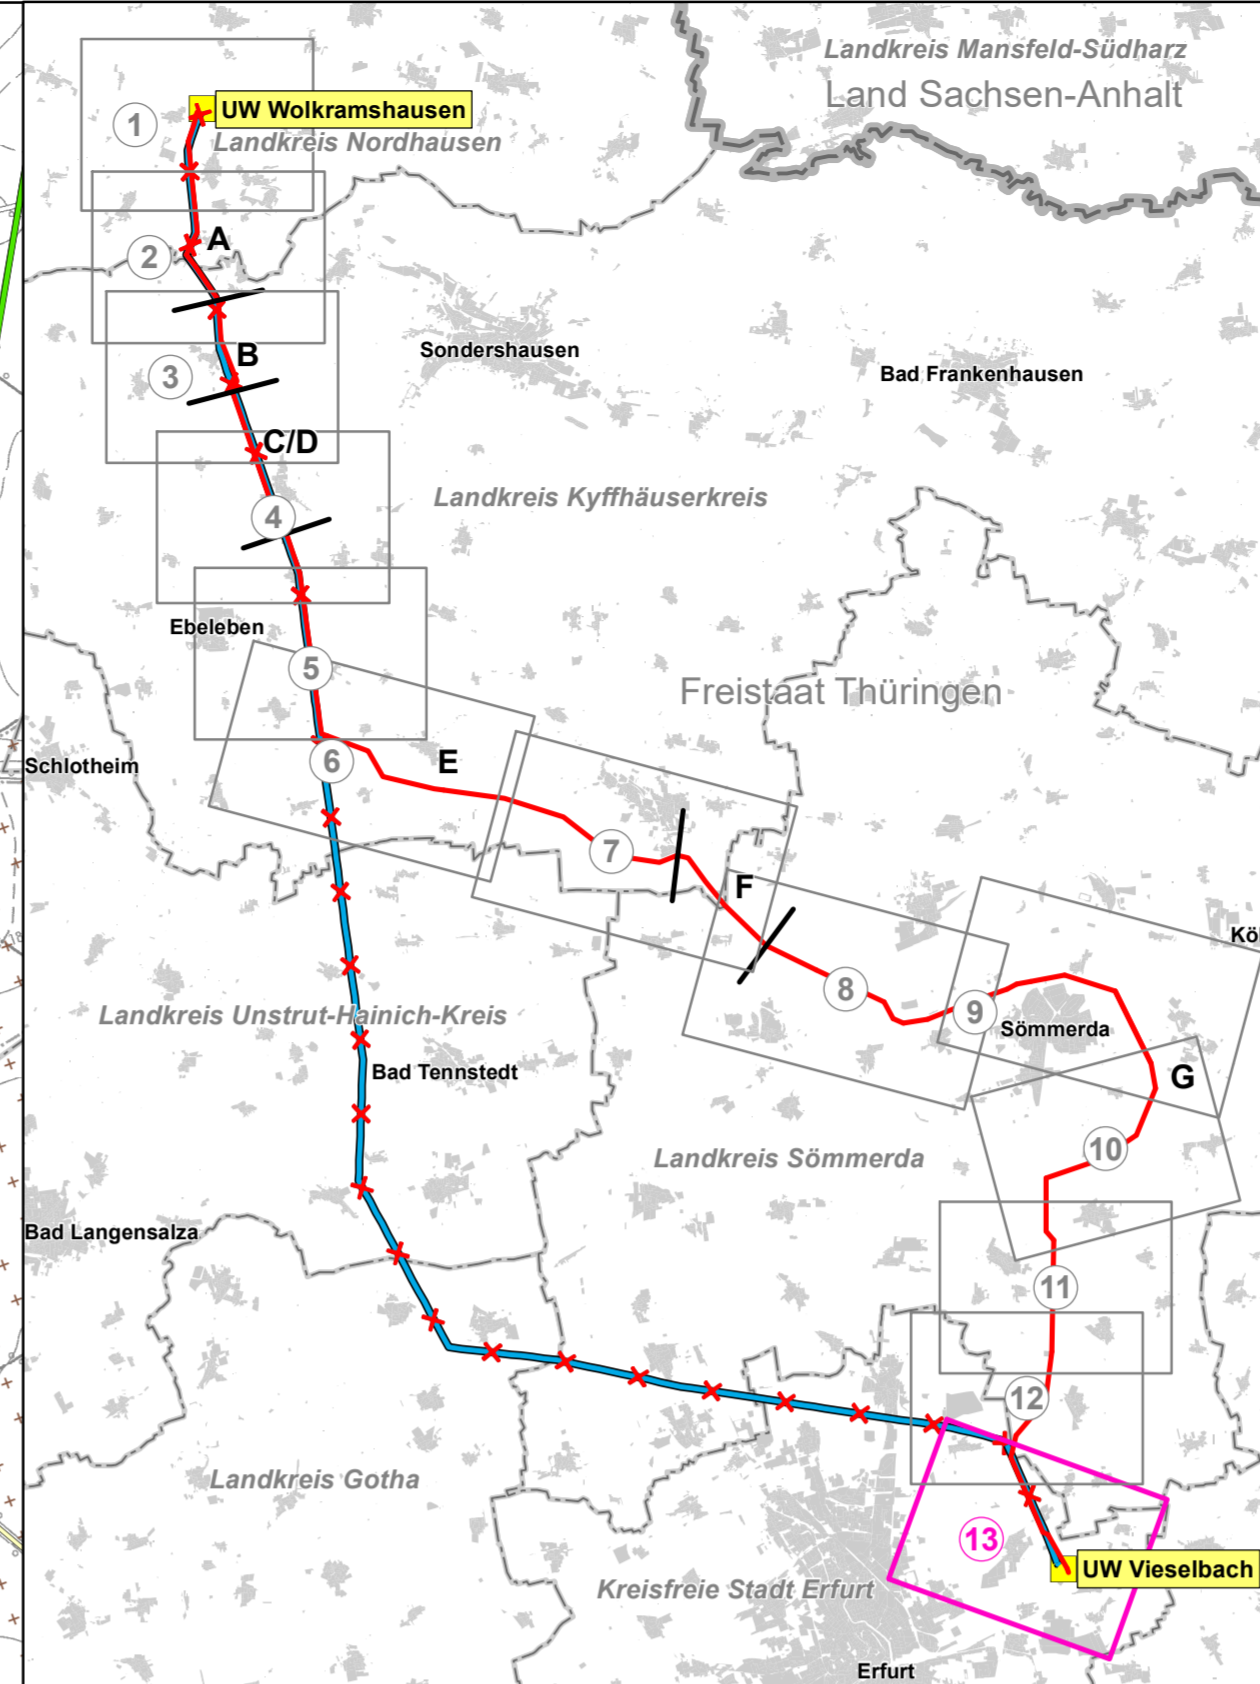 Landkreis Mansfeld-Südharz
Land Sachsen-Anhalt
UW Wolkramshausen
1
Landkreis Nordhausen
A
2
Sondershausen
B
Bad Frankenhausen
3
C/D
Landkreis Kyffhäuserkreis
4
Ebeleben
5
Freistaat Thüringen
Schlotheim
6
E
7
F
Kö
8
9
Landkreis Unstrut-Hainich-Kreis
Sömmerda
Bad Tennstedt
G
10
Landkreis Sömmerda
Bad Langensalza
11
12
Landkreis Gotha
13
UW Vieselbach
Kreisfreie Stadt Erfurt
Erfurt